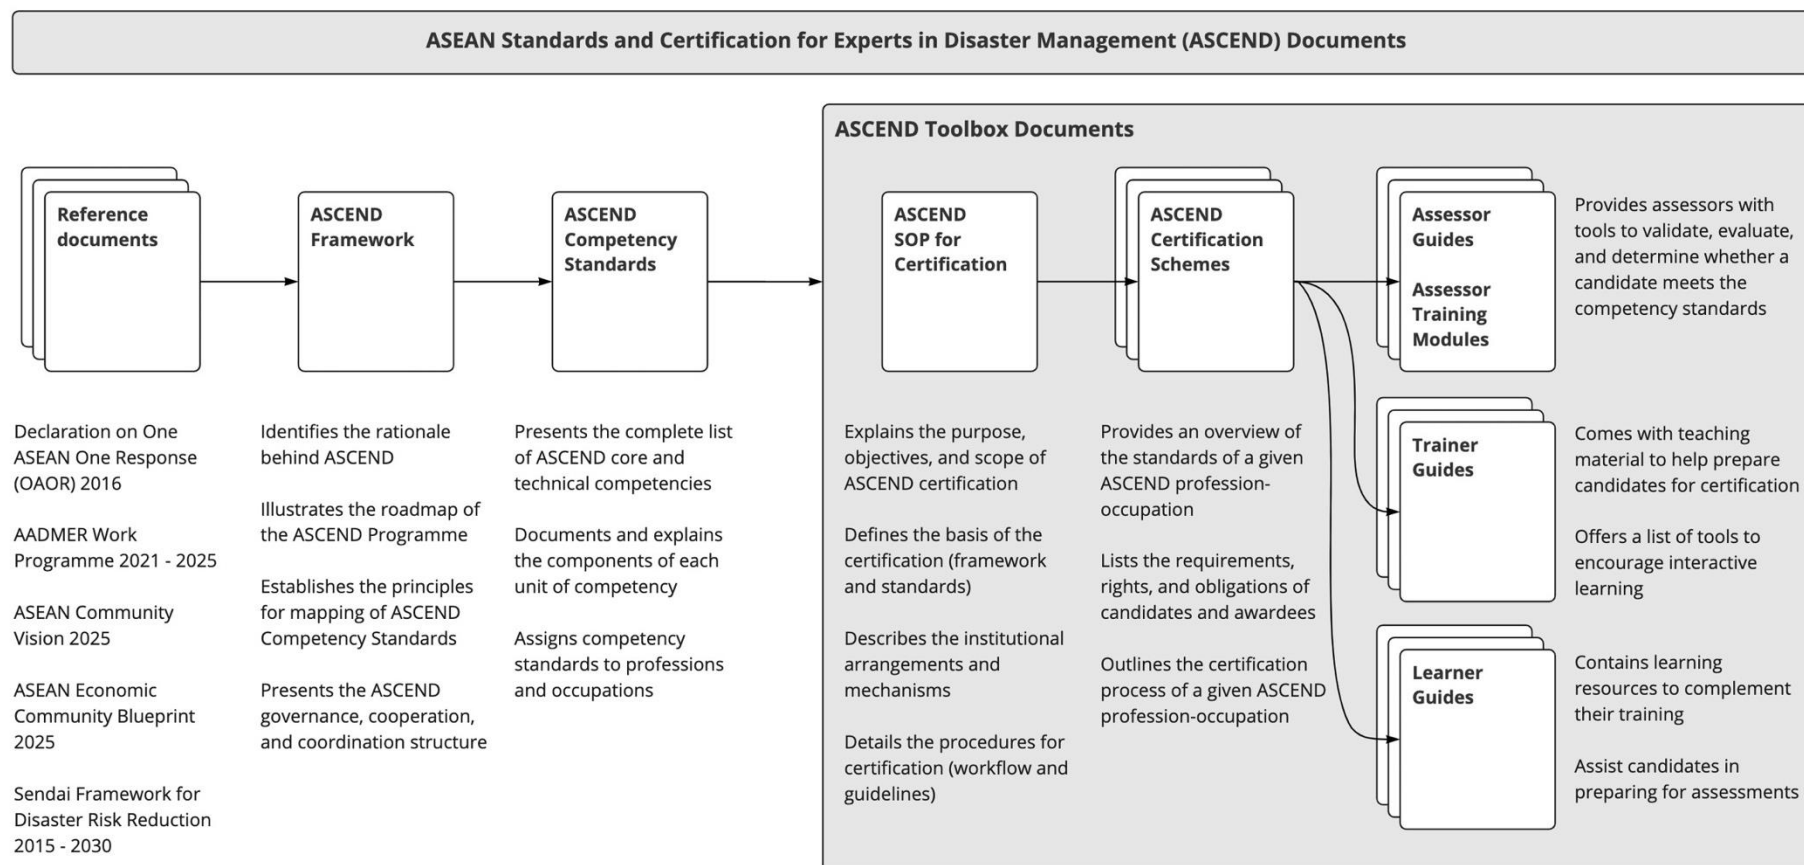 ASEAN Standards and Certification for Experts in Disaster Management (ASCEND) Documents
ASCEND Toolbox Documents
Reference
documents
ASCEND
Framework
ASCEND
Competency
Standards
ASCEND
SOP for
Certification
ASCEND
Certification
Schemes
Assessor
Guides
Assessor
Training
Modules
Provides assessors with
tools to validate, evaluate,
and determine whether a
candidate meets the
competency standards
Declaration on One
ASEAN One Response
(OAOR) 2016
AADMER Work
Programme 2021 - 2025
ASEAN Community
Vision 2025
ASEAN Economic
Community Blueprint
2025
Sendai Framework for
Disaster Risk Reduction
2015 - 2030
Identifies the rationale
behind ASCEND
Illustrates the roadmap of
the ASCEND Programme
Establishes the principles
for mapping of ASCEND
Competency Standards
Presents the ASCEND
governance, cooperation,
and coordination structure
Presents the complete list
of ASCEND core and
technical competencies
Documents and explains
the components of each
unit of competency
Assigns competency
standards to professions
and occupations
Explains the purpose,
objectives, and scope of
ASCEND certification
Defines the basis of the
certification (framework
and standards)
Describes the institutional
arrangements and
mechanisms
Details the procedures for
certification (workflow and
guidelines)
Provides an overview of
the standards of a given
ASCEND profession-
occupation
Lists the requirements,
rights, and obligations of
candidates and awardees
Outlines the certification
process of a given ASCEND
profession-occupation
Trainer
Guides
Comes with teaching
material to help prepare
candidates for certification
Offers a list of tools to
encourage interactive
learning
Learner
Guides
Contains learning
resources to complement
their training
Assist candidates in
preparing for assessments